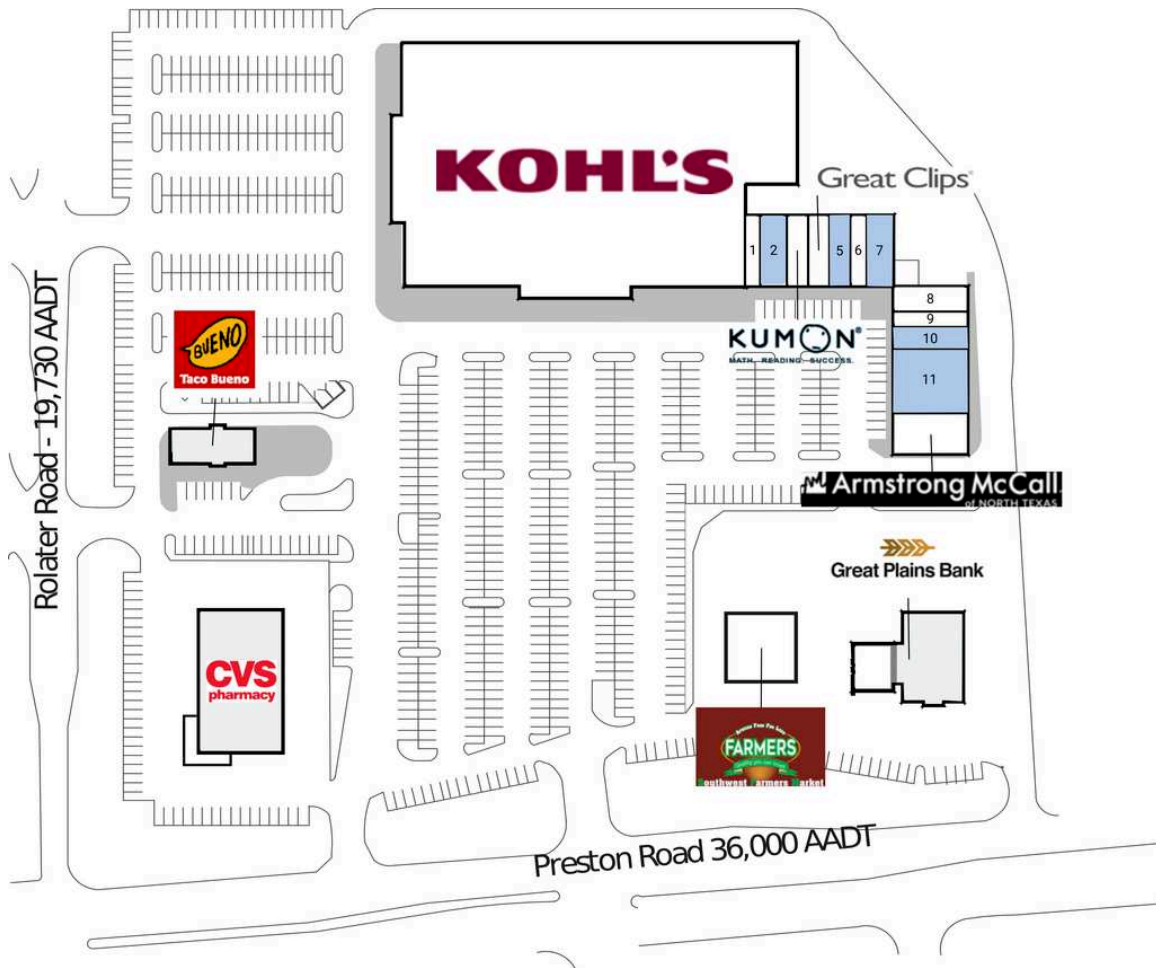 KOHL'S
Great Clips
1
2
5
6
7
8
9
10
11
KUMON®
MATH. READING. SUCCESS.
BUENO
Taco Bueno
Rolater Road - 19,730 AADT
Armstrong McCall
of NORTH TEXAS
Great Plains Bank
CVS
pharmacy
FARMERS
Southwest Farmers Market
Preston Road 36,000 AADT